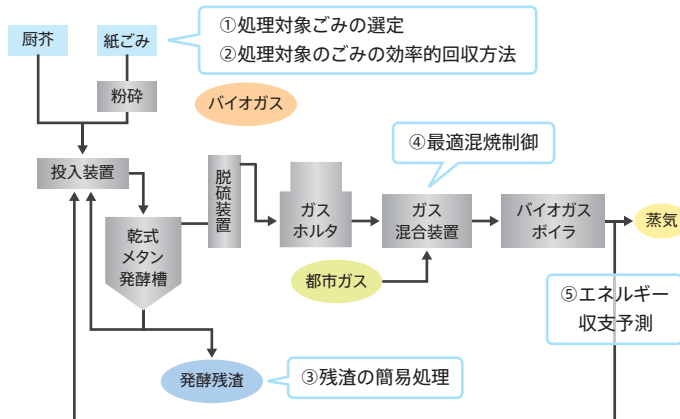 厨芥
紙ごみ
①処理対象ごみの選定
②処理対象のごみの効率的回収方法
粉砕
バイオガス
④最適混焼制御
投入装置
脱硫装置
ガス
ホルタ
ガス
混合装置
バイオガス
ボイラ
蒸気
乾式
メタン
発酵槽
都市ガス
⑤エネルギー
収支予測
発酵残渣
③残渣の簡易処理